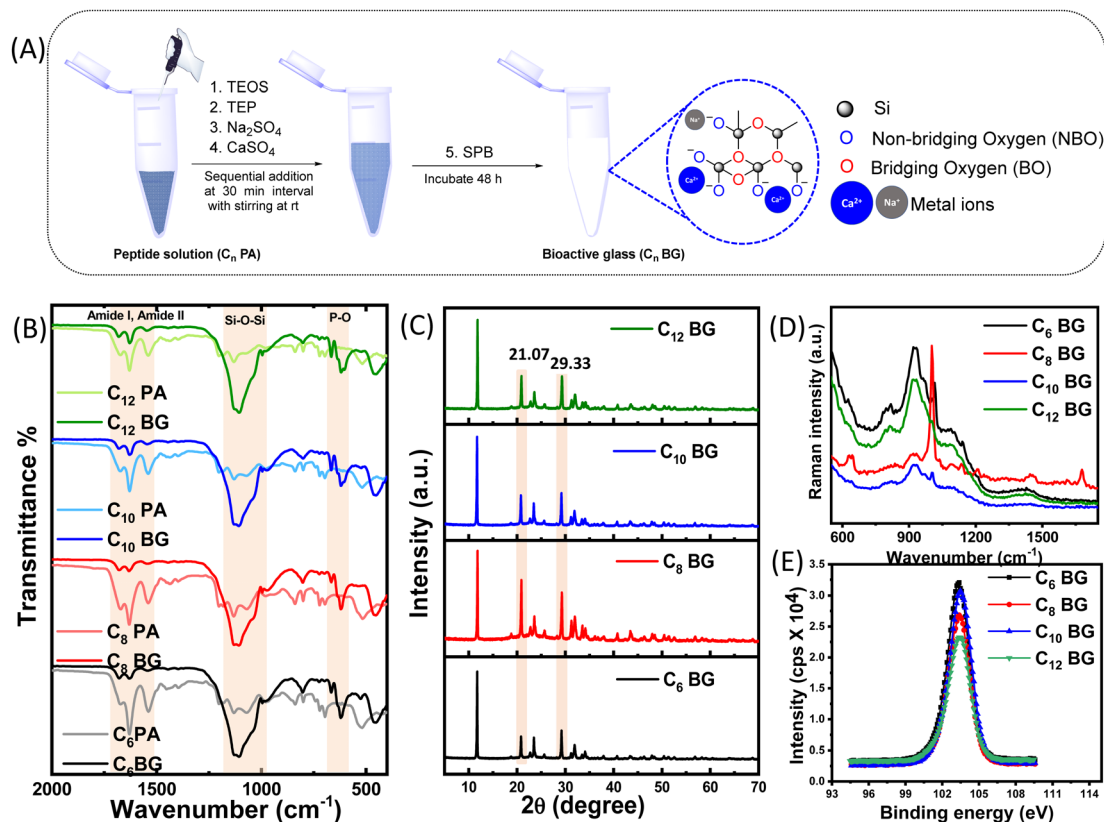 (A)
1. TEOS
2. TEP
3. Na₂SO₄
4. CaSO₄
Sequential addition
at 30 min interval
with stirring at rt
5. SPB
Incubate 48 h
Peptide solution (Cₙ PA)
Bioactive glass (Cₙ BG)
Na⁺
Ca²⁺
Ca²⁺
O
O
O
O
O
O
O
O
O
O
Si
O Non-bridging Oxygen (NBO)
O Bridging Oxygen (BO)
Ca²⁺ Na⁺ Metal ions
(B)
Amide I, Amide II
Si-O-Si
P-O
C₁₂ PA
C₁₂ BG
C₁₀ PA
C₁₀ BG
C₈ PA
C₈ BG
C₆PA
C₆BG
Transmittance %
2000 1500 1000 500
Wavenumber (cm⁻¹)
(C)
C₁₂ BG
21.07
29.33
C₁₀ BG
C₈ BG
C₆ BG
Intensity (a.u.)
10 20 30 40 50 60 70
2θ (degree)
(D)
C₆ BG
C₈ BG
C₁₀ BG
C₁₂ BG
Raman intensity (a.u.)
600 900 1200 1500
Wavenumber (cm⁻¹)
(E)
C₆ BG
C₈ BG
C₁₀ BG
C₁₂ BG
Intensity (cps X 10⁴)
3.5
3.1
2.5
1.9
1.3
0.6
0.0
93 96 99 102 105 108 111 114
Binding energy (eV)